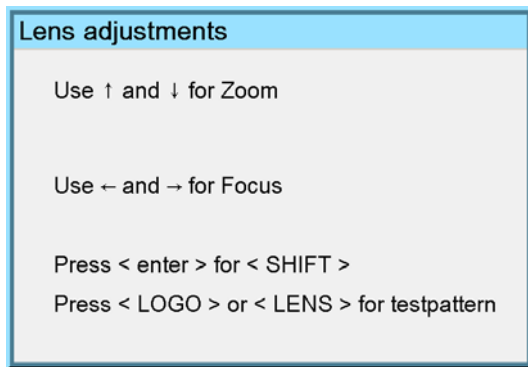 Lens adjustments
Use ↑ and ↓ for Zoom
Use ← and → for Focus
Press < enter > for < SHIFT >
Press < LOGO > or < LENS > for testpattern